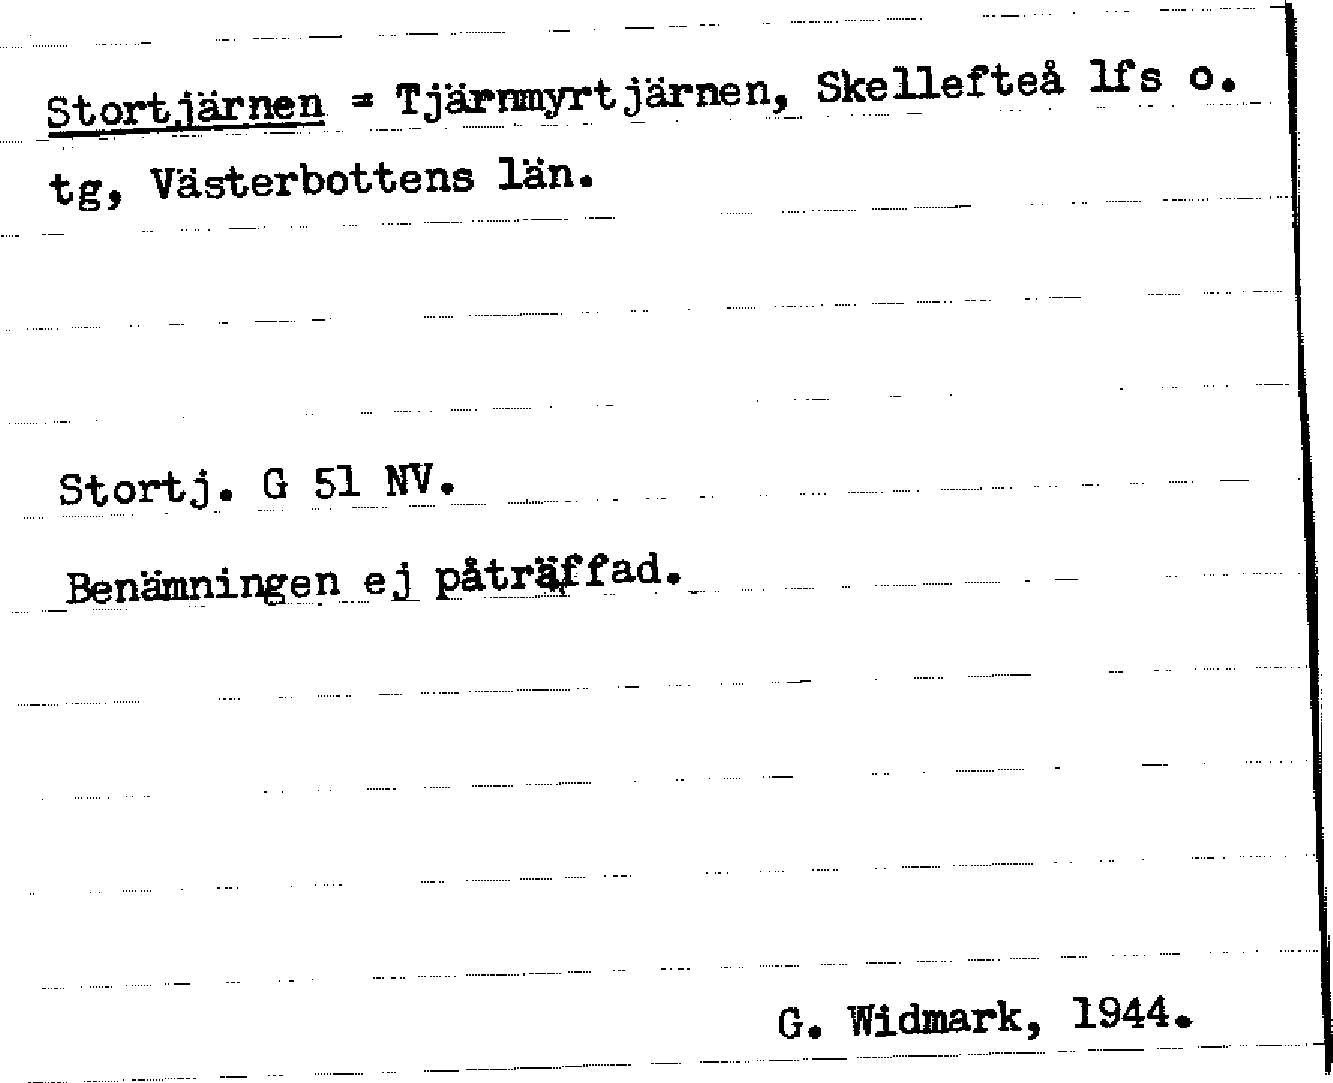 Stortjärnen = Tjärnmyrtjärnen, Skellefteå lfs o.
tg, Västerbottens län.
Stortj. G 51 NV.
Benämningen ej påträffad.
G. Widmark, 1944.